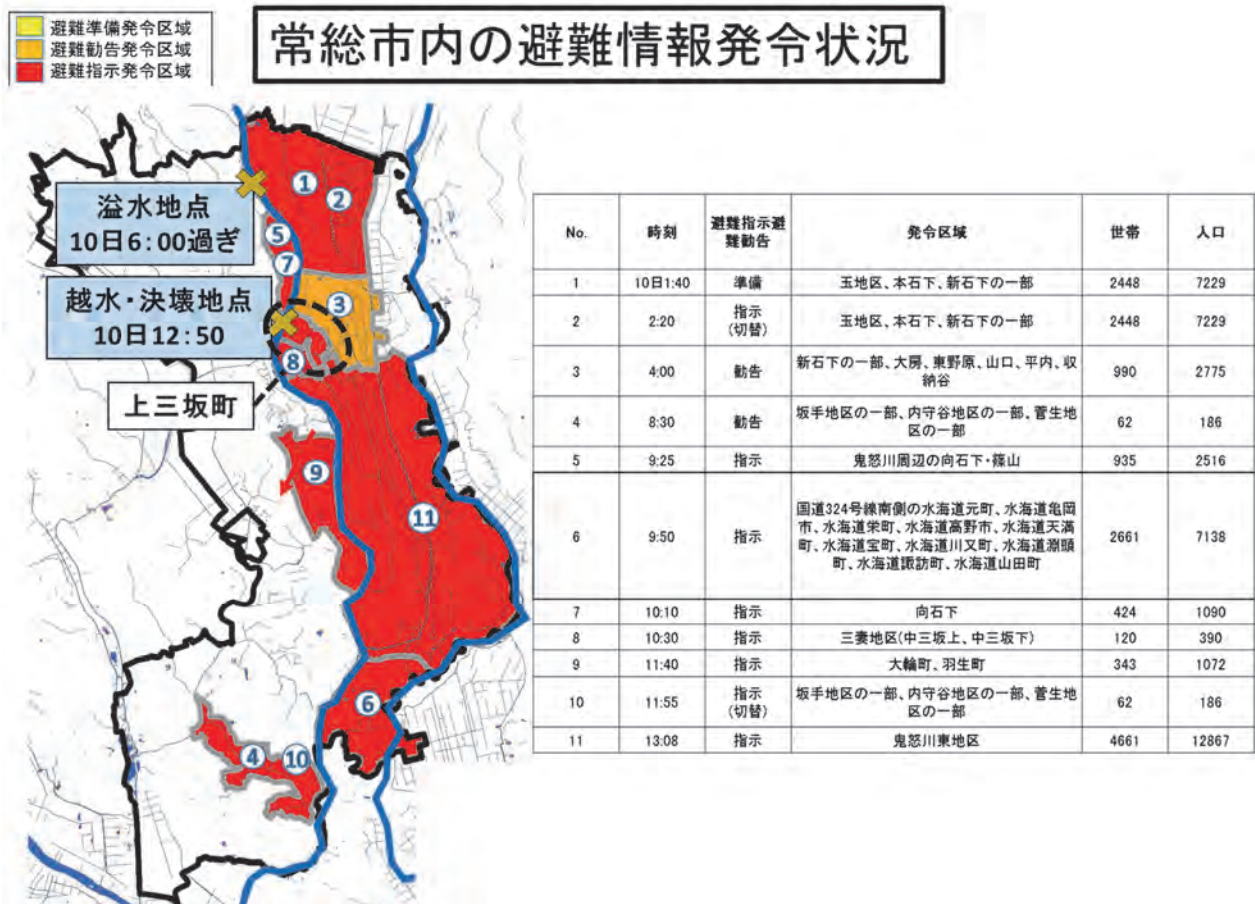 避難準備発令区域
避難勧告発令区域
避難指示発令区域
常総市内の避難情報発令状況
溢水地点
10日6:00過ぎ
越水・決壊地点
10日12:50
上三坂町
①
②
⑤
⑦
③
⑧
⑨
⑪
⑥
④
⑩
No. 時刻 避難指示避難勧告 発令区域 世帯 人口
1 10日1:40 準備 玉地区、本石下、新石下の一部 2448 7229
2 2:20 指示(切替) 玉地区、本石下、新石下の一部 2448 7229
3 4:00 勧告 新石下の一部、大房、東野原、山口、平内、収納谷 990 2775
4 8:30 勧告 坂手地区の一部、内守谷地区の一部、菅生地区の一部 62 186
5 9:25 指示 鬼怒川周辺の向石下・篠山 935 2516
6 9:50 指示 国道324号線南側の水海道元町、水海道亀岡市、水海道栄町、水海道高野市、水海道天満町、水海道宝町、水海道川又町、水海道淵頭町、水海道諏訪町、水海道山田町 2661 7138
7 10:10 指示 向石下 424 1090
8 10:30 指示 三妻地区(中三坂上、中三坂下) 120 390
9 11:40 指示 大輪町、羽生町 343 1072
10 11:55 指示(切替) 坂手地区の一部、内守谷地区の一部、菅生地区の一部 62 186
11 13:08 指示 鬼怒川東地区 4661 12867